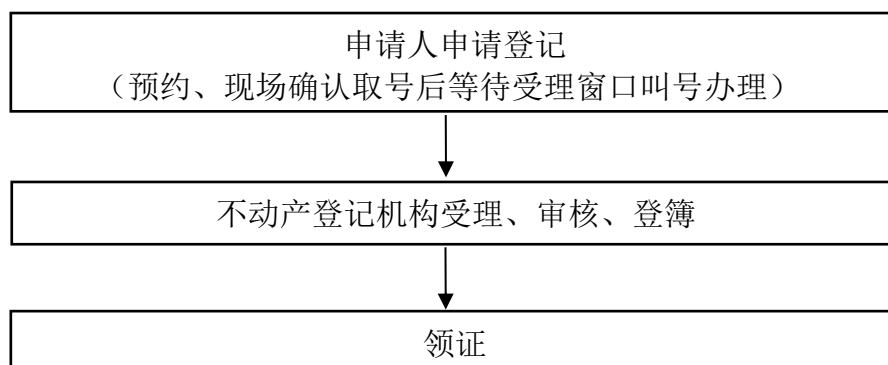 申请人申请登记
（预约、现场确认取号后等待受理窗口叫号办理）
不动产登记机构受理、审核、登簿
领证